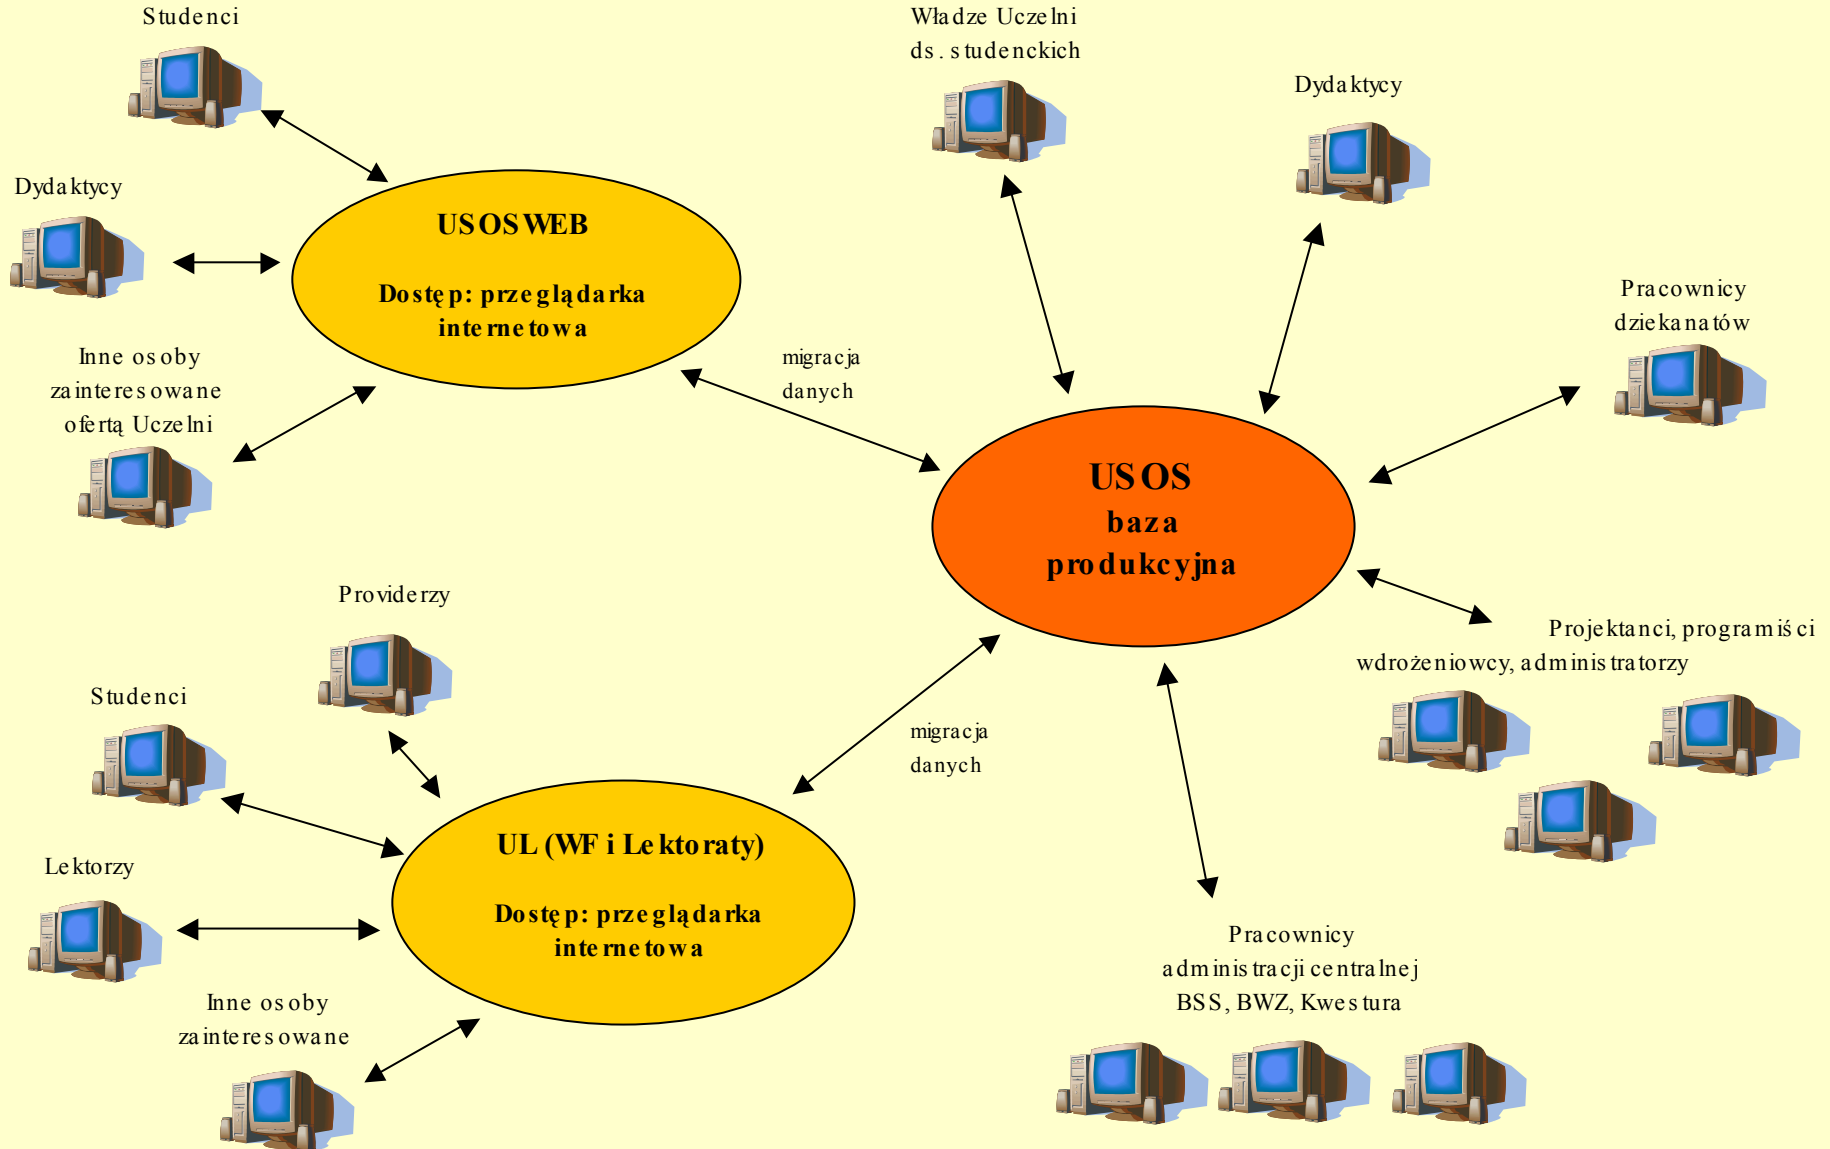 Studenci
Dydaktycy
USOSWEB
Dostęp: przeglądarka
internetowa
Inne osoby
zainteresowane
ofertą Uczelni
migracja
danych
Władze Uczelni
ds. studenckich
Dydaktycy
Pracownicy
dziekanatów
USOS
baza
produkcyjna
Projektanci, programiści
wdrożeniowcy, administratorzy
Providerzy
Studenci
migracja
danych
UL (WF i Lektoraty)
Dostęp: przeglądarka
internetowa
Lektorzy
Inne osoby
zainteresowane
Pracownicy
administracji centralnej
BSS, BWZ, Kwestura